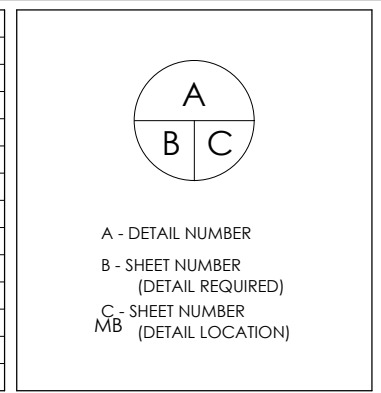 A
B C
A - DETAIL NUMBER
B - SHEET NUMBER
(DETAIL REQUIRED)
C - SHEET NUMBER
MB (DETAIL LOCATION)